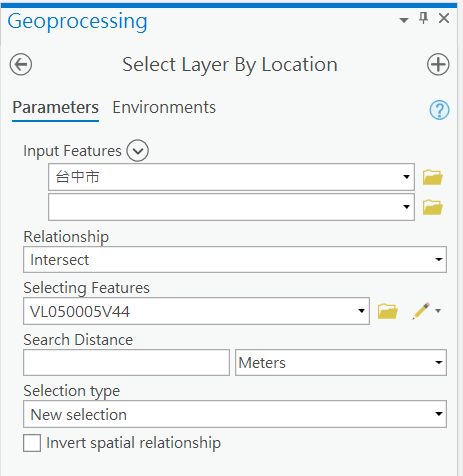 Geoprocessing
Select Layer By Location
Parameters Environments
?
Input Features
台中市
Relationship
Intersect
Selecting Features
VL050005V44
Search Distance
Meters
Selection type
New selection
Invert spatial relationship